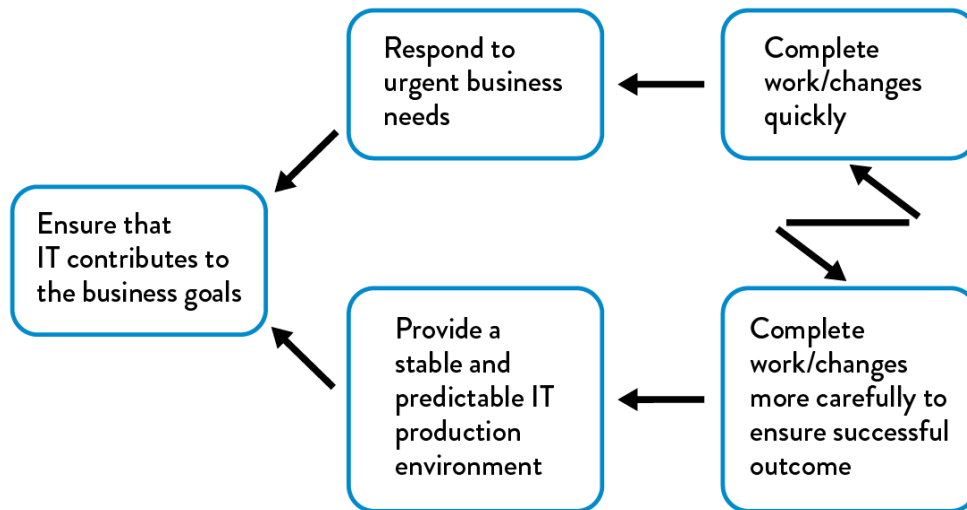 Respond to
urgent business
needs
Complete
work/changes
quickly
Ensure that
IT contributes to
the business goals
Provide a
stable and
predictable IT
production
environment
Complete
work/changes
more carefully to
ensure successful
outcome